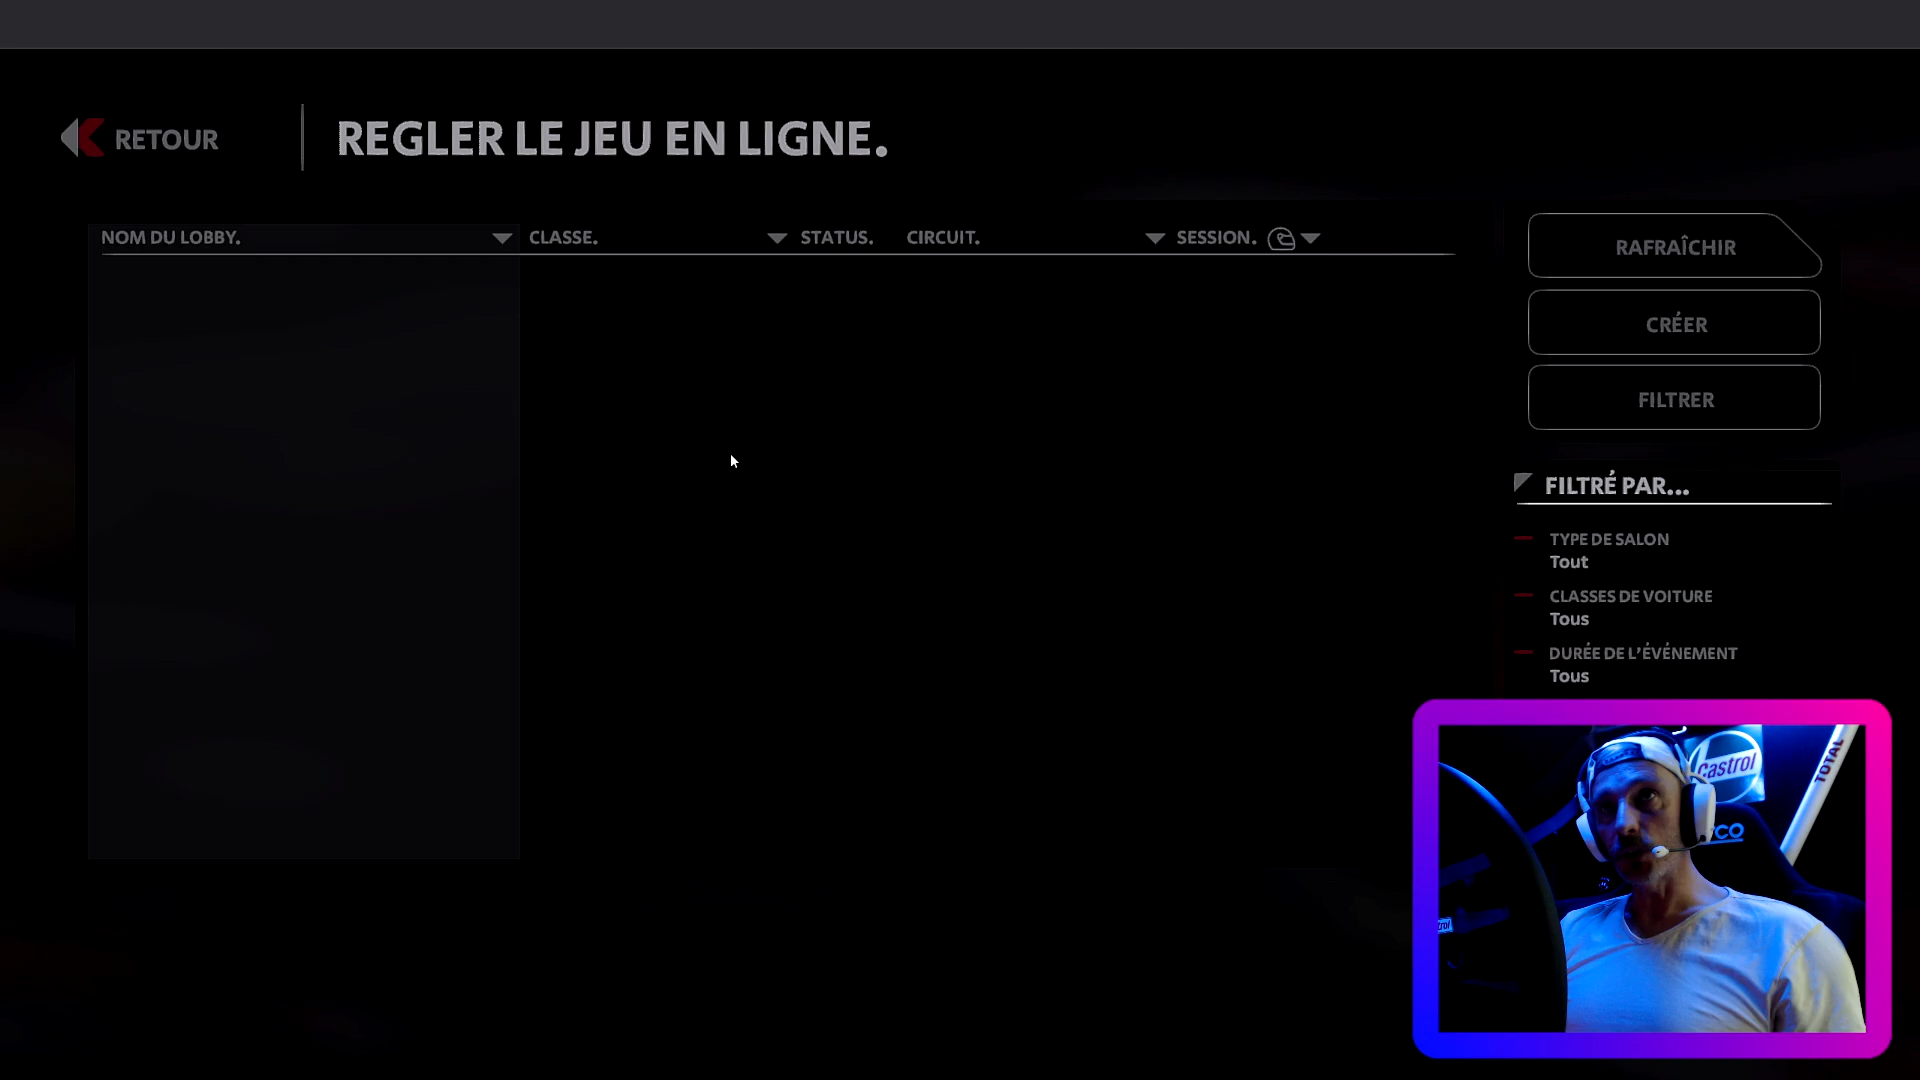 RETOUR
REGLER LE JEU EN LIGNE.
NOM DU LOBBY. CLASSE. STATUS. CIRCUIT. SESSION.
RAFRAÎCHIR
CRÉER
FILTRER
FILTRÉ PAR...
TYPE DE SALON
Tout
CLASSES DE VOITURE
Tous
DURÉE DE L'ÉVÉNEMENT
Tous
Castrol
TOTAL